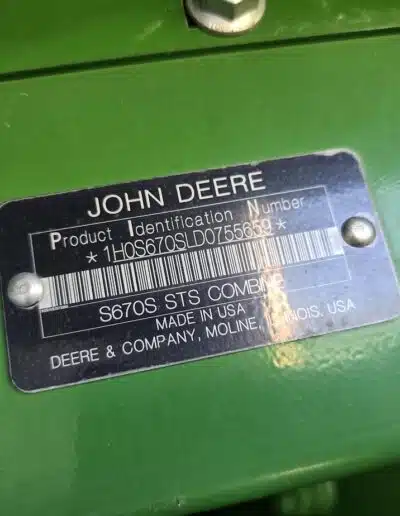 JOHN DEERE
Product Identification Number
*1H0S670SLD0755659*
S670S STS COMBINE
MADE IN USA
DEERE & COMPANY, MOLINE, ILLINOIS, USA